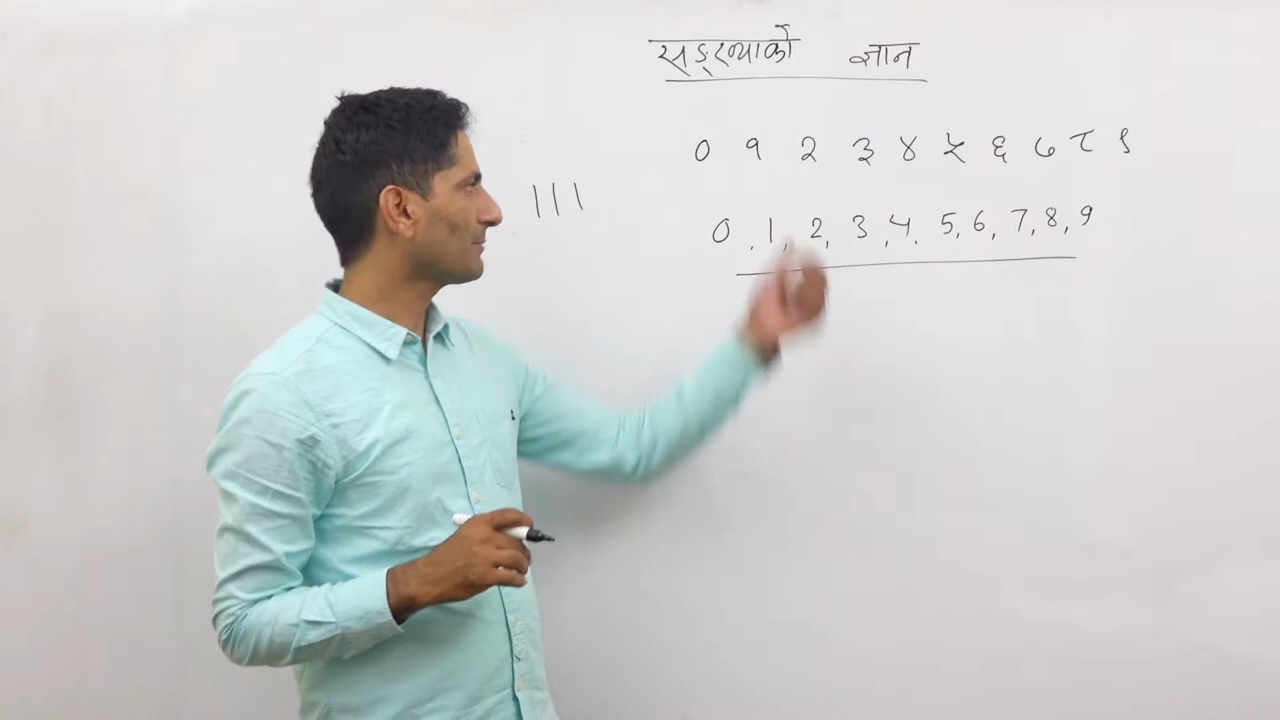 सङ्ख्याको ज्ञान
० १ २ ३ ४ ५ ६ ७ ८ ९
|||
0, 1, 2, 3, 4, 5, 6, 7, 8, 9